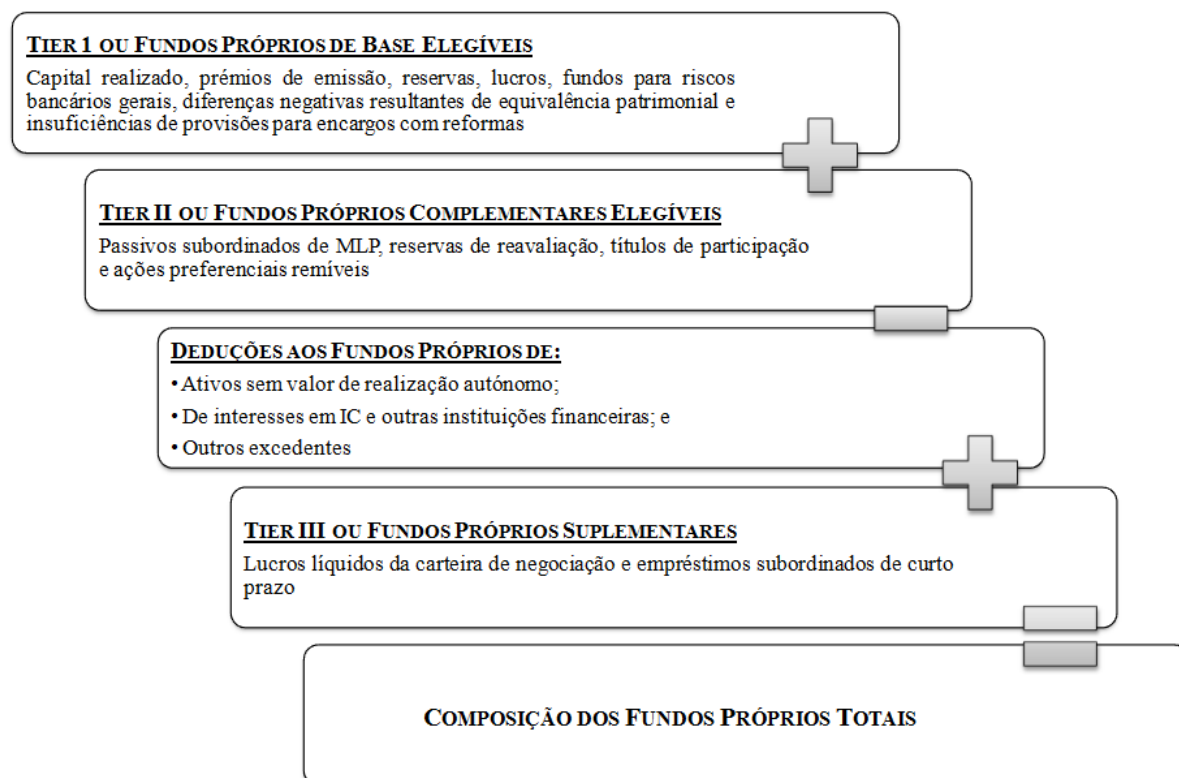 TIER 1 OU FUNDOS PRÓPRIOS DE BASE ELEGÍVEIS
Capital realizado, prémios de emissão, reservas, lucros, fundos para riscos
bancários gerais, diferenças negativas resultantes de equivalência patrimonial e
insuficiências de provisões para encargos com reformas
TIER II OU FUNDOS PRÓPRIOS COMPLEMENTARES ELEGÍVEIS
Passivos subordinados de MLP, reservas de reavaliação, títulos de participação
e ações preferenciais remíveis
DEDUÇÕES AOS FUNDOS PRÓPRIOS DE:
• Ativos sem valor de realização autónomo;
• De interesses em IC e outras instituições financeiras; e
• Outros excedentes
TIER III OU FUNDOS PRÓPRIOS SUPLEMENTARES
Lucros líquidos da carteira de negociação e empréstimos subordinados de curto
prazo
COMPOSIÇÃO DOS FUNDOS PRÓPRIOS TOTAIS